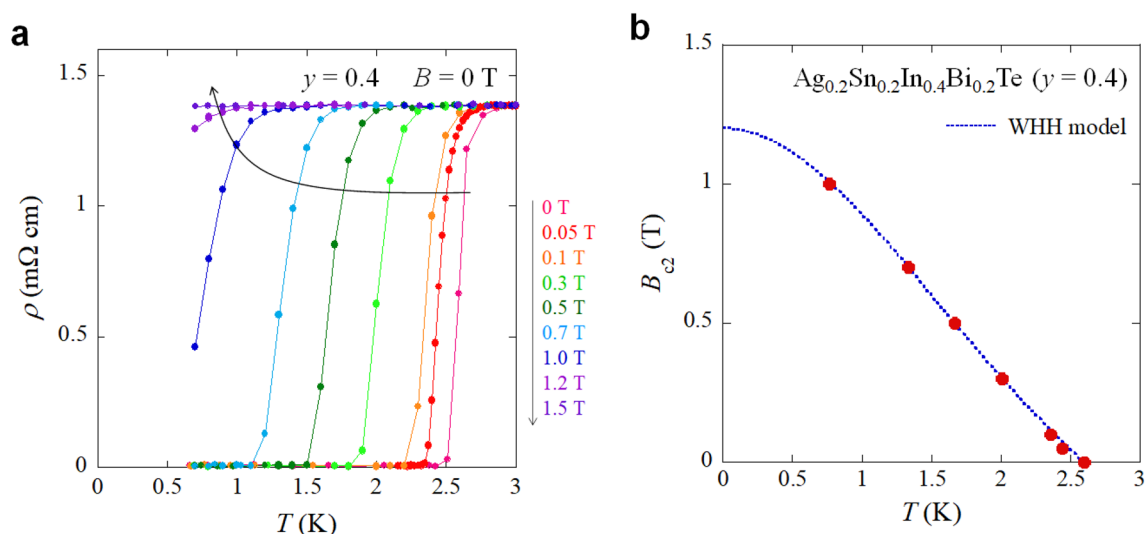 a
1.5
1
0.5
0
ρ (mΩ cm)
y = 0.4 B = 0 T
0 T
0.05 T
0.1 T
0.3 T
0.5 T
0.7 T
1.0 T
1.2 T
1.5 T
0 0.5 1 1.5 2 2.5 3
T (K)
b
1.5
1
0.5
0
B_c2 (T)
Ag0.2Sn0.2In0.4Bi0.2Te (y = 0.4)
WHH model
0 0.5 1 1.5 2 2.5 3
T (K)